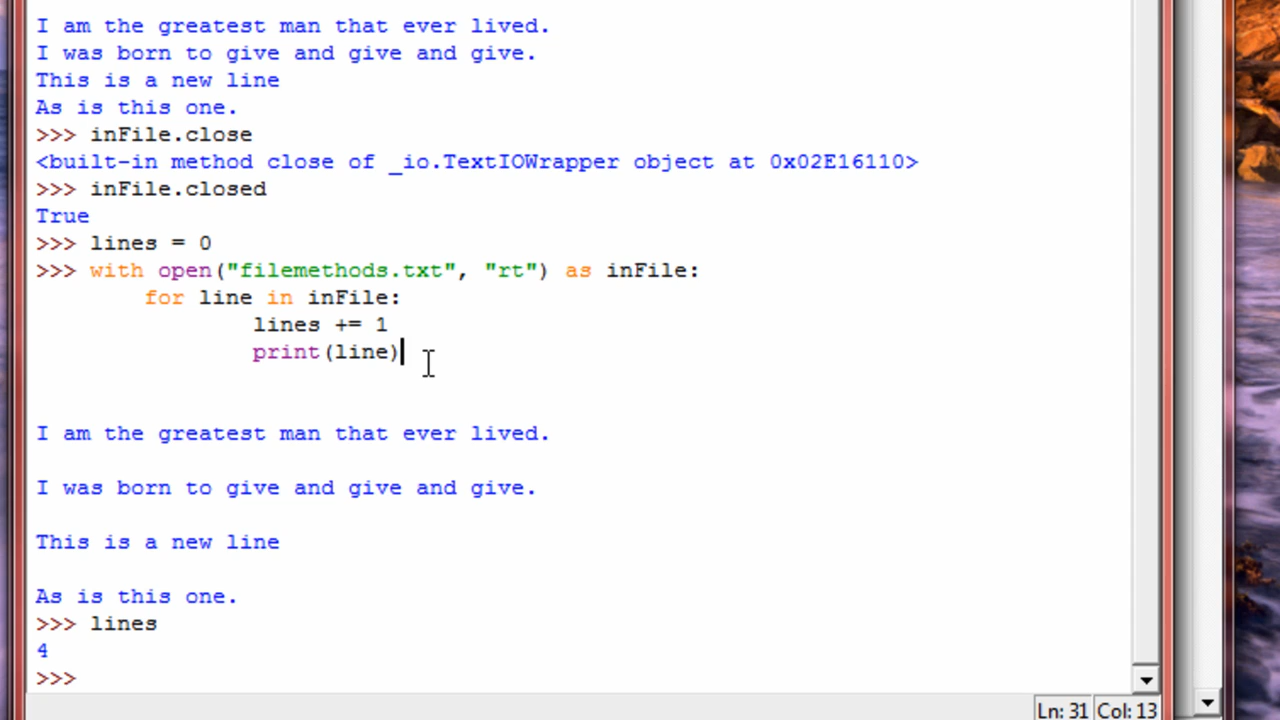 I am the greatest man that ever lived.
I was born to give and give and give.
This is a new line
As is this one.
>>> inFile.close
<built-in method close of _io.TextIOWrapper object at 0x02E16110>
>>> inFile.closed
True
>>> lines = 0
>>> with open("filemethods.txt", "rt") as inFile:
        for line in inFile:
                lines += 1
                print(line)
I am the greatest man that ever lived.
I was born to give and give and give.
This is a new line
As is this one.
>>> lines
4
>>>
Ln: 31 Col: 13